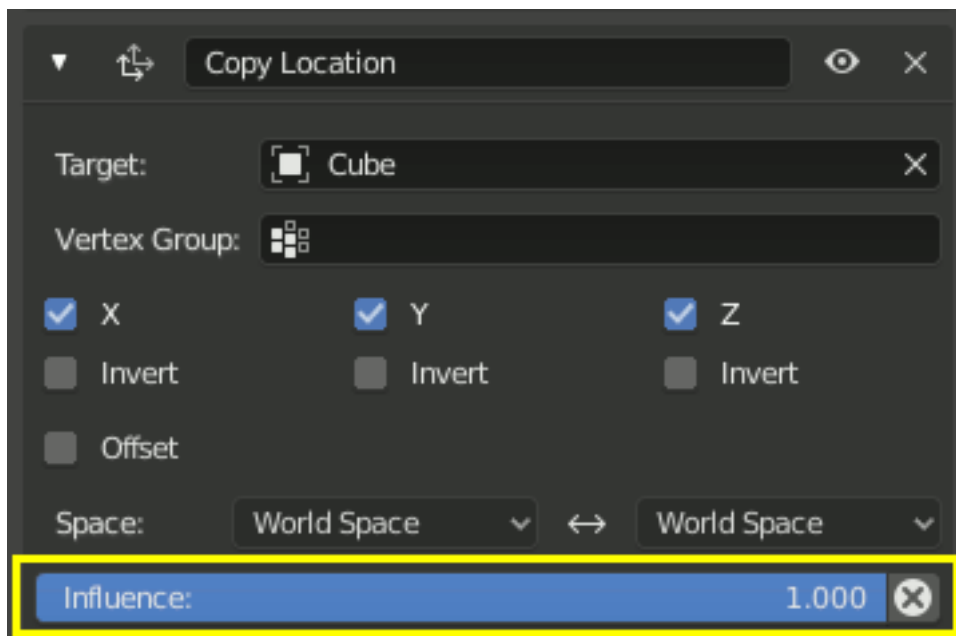 Copy Location
Target: Cube
Vertex Group:
X Y Z
Invert Invert Invert
Offset
Space: World Space World Space
Influence: 1.000